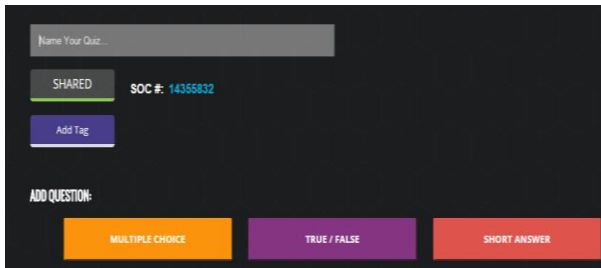 Name Your Quiz...
SHARED SOC #: 14355832
Add Tag
ADD QUESTION:
MULTIPLE CHOICE TRUE / FALSE SHORT ANSWER